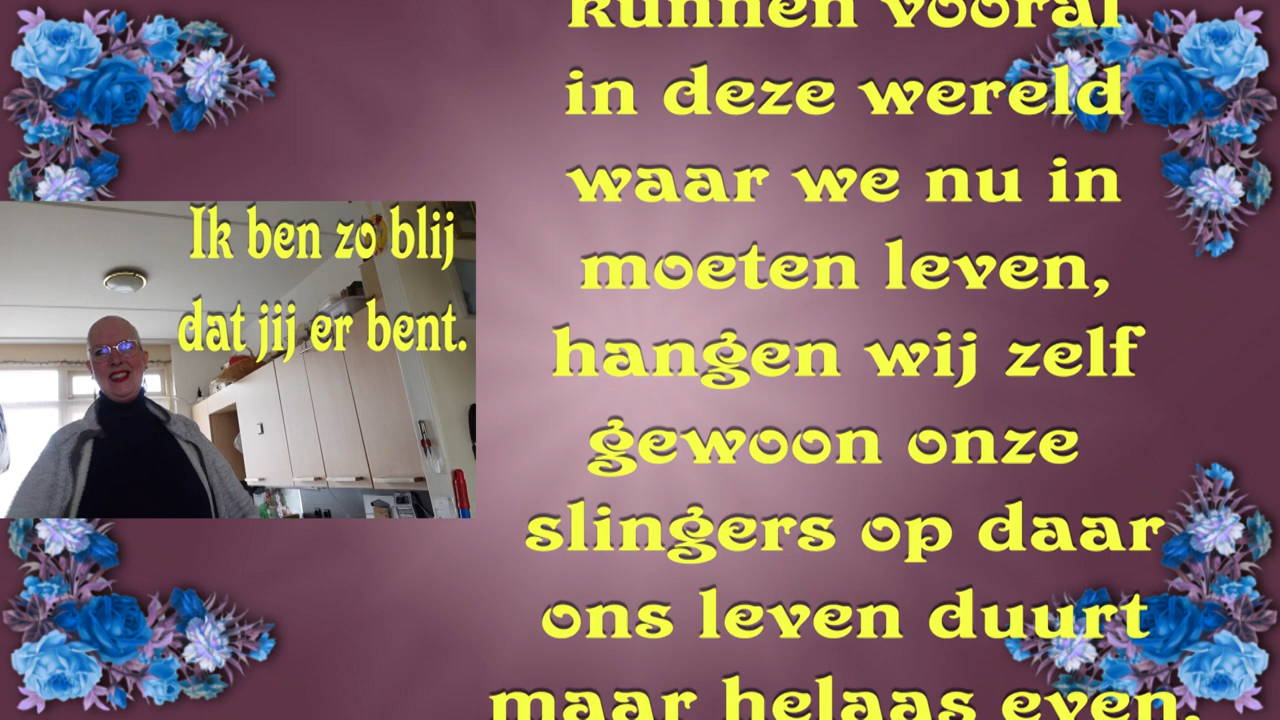 Ik ben zo blij
dat jij er bent.
kunnen vooral
in deze wereld
waar we nu in
moeten leven,
hangen wij zelf
gewoon onze
slingers op daar
ons leven duurt
maar helaas even